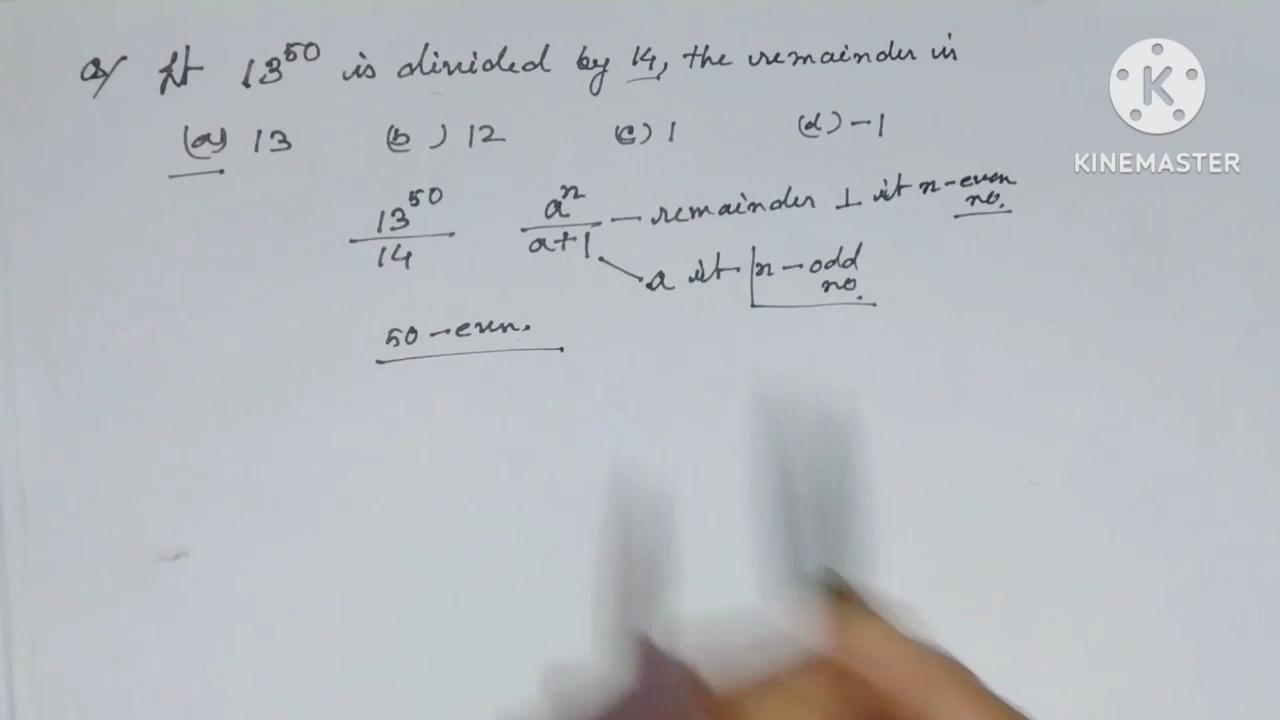 Q/ If 13^50 is divided by 14, the remainder is
(a) 13 (b) 12 (c) 1 (d) -1
13^50 / 14 a^n / a+1 — remainder 1 if n-even no.
a if n-odd no.
50-even.
K
KINEMASTER